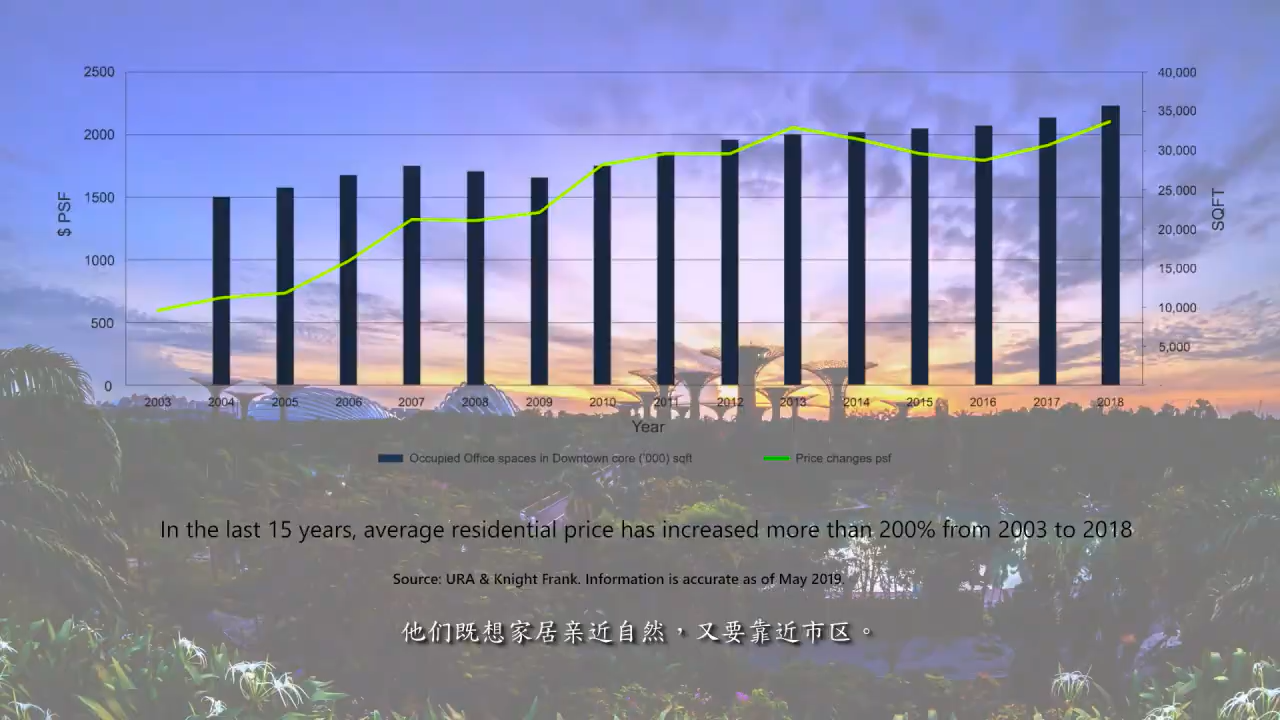 2500
2000
1500
1000
500
0
$ PSF
40,000
35,000
30,000
25,000
20,000
15,000
10,000
5,000
-
SQFT
2003 2004 2005 2006 2007 2008 2009 2010 2011 2012 2013 2014 2015 2016 2017 2018
Year
Occupied Office spaces in Downtown core ('000) sqft Price changes psf
In the last 15 years, average residential price has increased more than 200% from 2003 to 2018
Source: URA & Knight Frank. Information is accurate as of May 2019.
他们既想家居亲近自然，又要靠近市区。